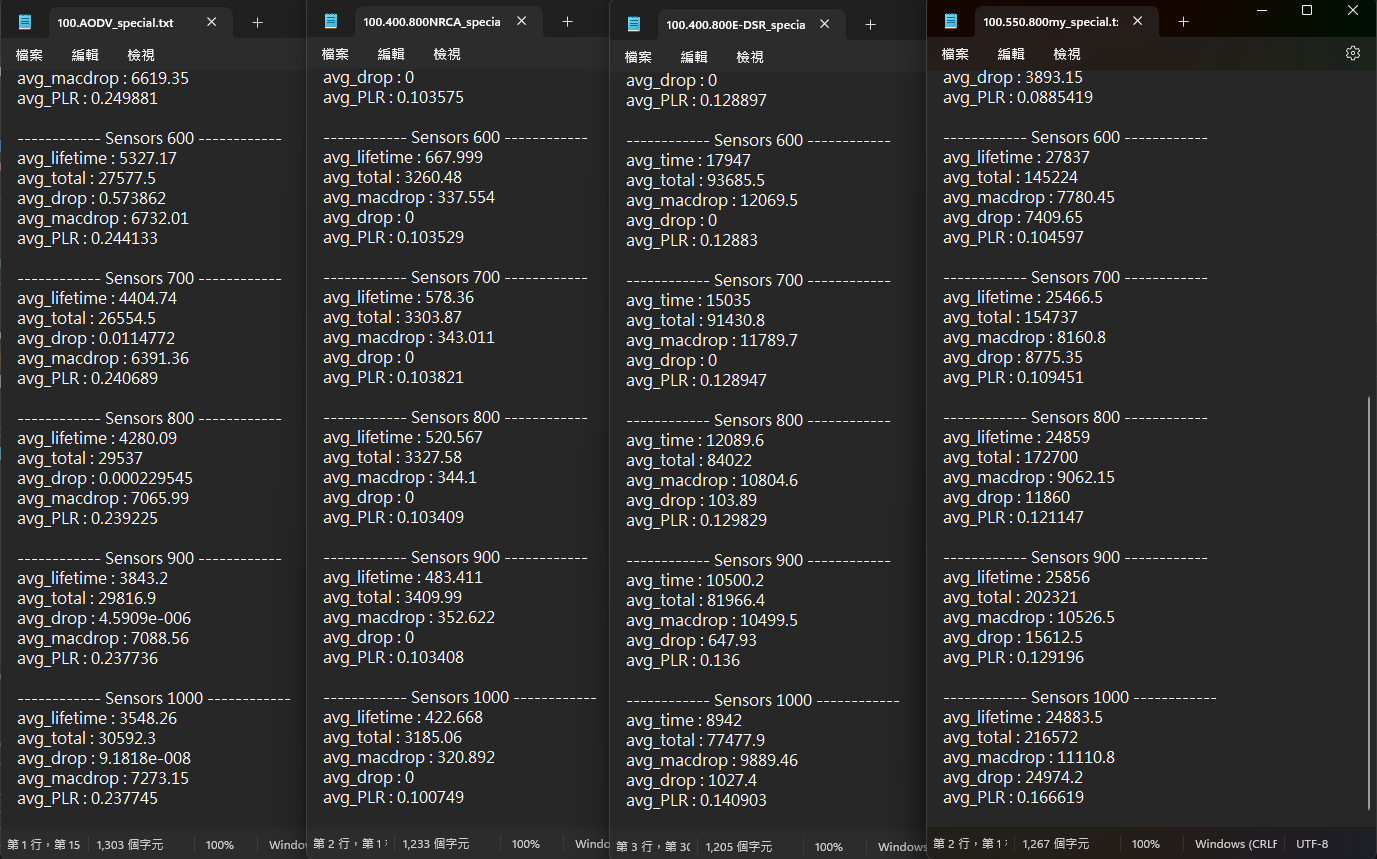 100.AODV_special.txt
檔案 編輯 檢視
avg_macdrop : 6619.35
avg_PLR : 0.249881
------------ Sensors 600 ------------
avg_lifetime : 5327.17
avg_total : 27577.5
avg_drop : 0.573862
avg_macdrop : 6732.01
avg_PLR : 0.244133
------------ Sensors 700 ------------
avg_lifetime : 4404.74
avg_total : 26554.5
avg_drop : 0.0114772
avg_macdrop : 6391.36
avg_PLR : 0.240689
------------ Sensors 800 ------------
avg_lifetime : 4280.09
avg_total : 29537
avg_drop : 0.000229545
avg_macdrop : 7065.99
avg_PLR : 0.239225
------------ Sensors 900 ------------
avg_lifetime : 3843.2
avg_total : 29816.9
avg_drop : 4.5909e-006
avg_macdrop : 7088.56
avg_PLR : 0.237736
------------ Sensors 1000 ------------
avg_lifetime : 3548.26
avg_total : 30592.3
avg_drop : 9.1818e-008
avg_macdrop : 7273.15
avg_PLR : 0.237745
第 1 行，第 15 1,303 個字元 100% Window
100.400.800NRCA_specia
檔案 編輯 檢視
avg_drop : 0
avg_PLR : 0.103575
------------ Sensors 600 ------------
avg_lifetime : 667.999
avg_total : 3260.48
avg_macdrop : 337.554
avg_drop : 0
avg_PLR : 0.103529
------------ Sensors 700 ------------
avg_lifetime : 578.36
avg_total : 3303.87
avg_macdrop : 343.011
avg_drop : 0
avg_PLR : 0.103821
------------ Sensors 800 ------------
avg_lifetime : 520.567
avg_total : 3327.58
avg_macdrop : 344.1
avg_drop : 0
avg_PLR : 0.103409
------------ Sensors 900 ------------
avg_lifetime : 483.411
avg_total : 3409.99
avg_macdrop : 352.622
avg_drop : 0
avg_PLR : 0.103408
------------ Sensors 1000 ------------
avg_lifetime : 422.668
avg_total : 3185.06
avg_macdrop : 320.892
avg_drop : 0
avg_PLR : 0.100749
第 2 行，第 1 1,233 個字元 100% Window
100.400.800E-DSR_specia
檔案 編輯 檢視
avg_drop : 0
avg_PLR : 0.128897
------------ Sensors 600 ------------
avg_time : 17947
avg_total : 93685.5
avg_macdrop : 12069.5
avg_drop : 0
avg_PLR : 0.12883
------------ Sensors 700 ------------
avg_time : 15035
avg_total : 91430.8
avg_macdrop : 11789.7
avg_drop : 0
avg_PLR : 0.128947
------------ Sensors 800 ------------
avg_time : 12089.6
avg_total : 84022
avg_macdrop : 10804.6
avg_drop : 103.89
avg_PLR : 0.129829
------------ Sensors 900 ------------
avg_time : 10500.2
avg_total : 81966.4
avg_macdrop : 10499.5
avg_drop : 647.93
avg_PLR : 0.136
------------ Sensors 1000 ------------
avg_time : 8942
avg_total : 77477.9
avg_macdrop : 9889.46
avg_drop : 1027.4
avg_PLR : 0.140903
第 3 行，第 30 1,205 個字元 100% Windows
100.550.800my_special.t
檔案 編輯 檢視
avg_drop : 3893.15
avg_PLR : 0.0885419
------------ Sensors 600 ------------
avg_lifetime : 27837
avg_total : 145224
avg_macdrop : 7780.45
avg_drop : 7409.65
avg_PLR : 0.104597
------------ Sensors 700 ------------
avg_lifetime : 25466.5
avg_total : 154737
avg_macdrop : 8160.8
avg_drop : 8775.35
avg_PLR : 0.109451
------------ Sensors 800 ------------
avg_lifetime : 24859
avg_total : 172700
avg_macdrop : 9062.15
avg_drop : 11860
avg_PLR : 0.121147
------------ Sensors 900 ------------
avg_lifetime : 25856
avg_total : 202321
avg_macdrop : 10526.5
avg_drop : 15612.5
avg_PLR : 0.129196
------------ Sensors 1000 ------------
avg_lifetime : 24883.5
avg_total : 216572
avg_macdrop : 11110.8
avg_drop : 24974.2
avg_PLR : 0.166619
第 2 行，第 1 1,267 個字元 100% Windows (CRLF UTF-8